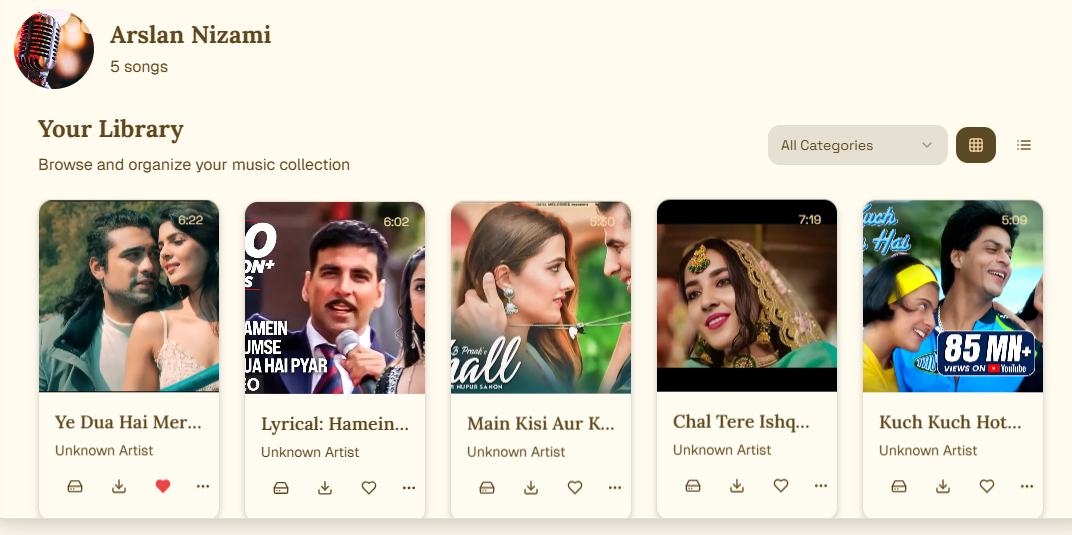 Arslan Nizami
5 songs
Your Library
Browse and organize your music collection
All Categories
6:22
6:02
5:30
7:19
5:09
ON+
S
AMEIN
UMSE
UA HAI PYAR
EO
B Praak's
hall
NUPUR SANON
uch
Hai
85 MN+
VIEWS ON YouTube
Ye Dua Hai Mer...
Lyrical: Hamein...
Main Kisi Aur K...
Chal Tere Ishq...
Kuch Kuch Hot...
Unknown Artist
Unknown Artist
Unknown Artist
Unknown Artist
Unknown Artist